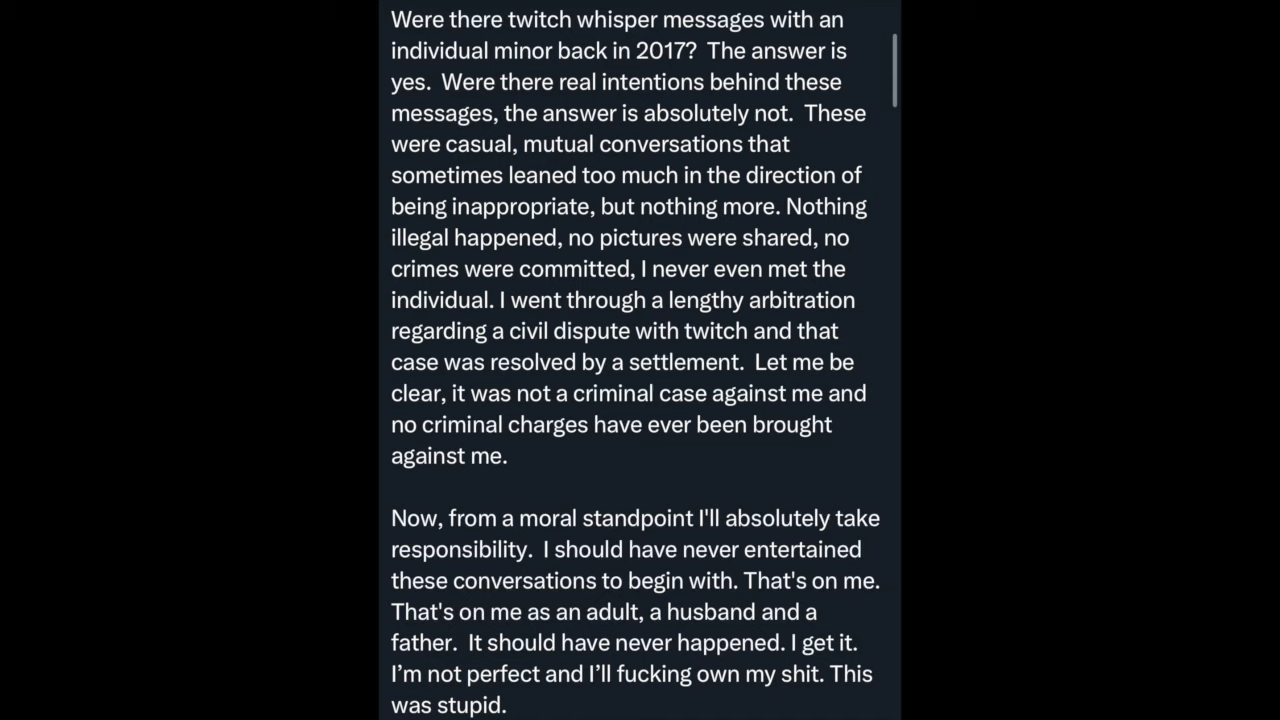 Were there twitch whisper messages with an
individual minor back in 2017?  The answer is
yes.  Were there real intentions behind these
messages, the answer is absolutely not.  These
were casual, mutual conversations that
sometimes leaned too much in the direction of
being inappropriate, but nothing more. Nothing
illegal happened, no pictures were shared, no
crimes were committed, I never even met the
individual. I went through a lengthy arbitration
regarding a civil dispute with twitch and that
case was resolved by a settlement.  Let me be
clear, it was not a criminal case against me and
no criminal charges have ever been brought
against me.

Now, from a moral standpoint I'll absolutely take
responsibility.  I should have never entertained
these conversations to begin with. That's on me.
That's on me as an adult, a husband and a
father.  It should have never happened. I get it.
I’m not perfect and I’ll fucking own my shit. This
was stupid.